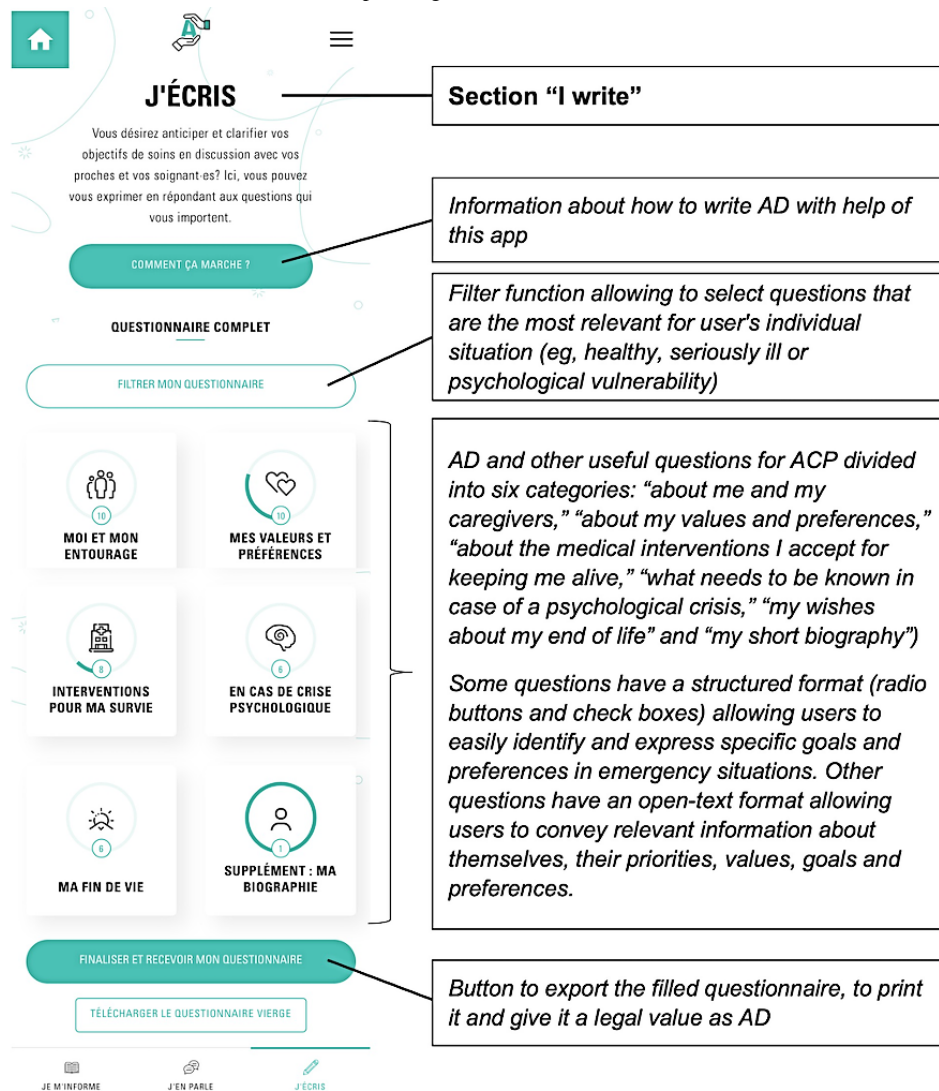 J'ÉCRIS
Vous désirez anticiper et clarifier vos
objectifs de soins en discussion avec vos
proches et vos soignant·es? Ici, vous pouvez
vous exprimer en répondant aux questions qui
vous importent.
COMMENT ÇA MARCHE ?
QUESTIONNAIRE COMPLET
FILTRER MON QUESTIONNAIRE
10
MOI ET MON
ENTOURAGE
10
MES VALEURS ET
PRÉFÉRENCES
8
INTERVENTIONS
POUR MA SURVIE
6
EN CAS DE CRISE
PSYCHOLOGIQUE
6
MA FIN DE VIE
1
SUPPLÉMENT : MA
BIOGRAPHIE
FINALISER ET RECEVOIR MON QUESTIONNAIRE
TÉLÉCHARGER LE QUESTIONNAIRE VIERGE
JE M'INFORME
J'EN PARLE
J'ÉCRIS
Section “I write”
Information about how to write AD with help of
this app
Filter function allowing to select questions that
are the most relevant for user's individual
situation (eg, healthy, seriously ill or
psychological vulnerability)
AD and other useful questions for ACP divided
into six categories: “about me and my
caregivers,” “about my values and preferences,”
“about the medical interventions I accept for
keeping me alive,” “what needs to be known in
case of a psychological crisis,” “my wishes
about my end of life” and “my short biography”)
Some questions have a structured format (radio
buttons and check boxes) allowing users to
easily identify and express specific goals and
preferences in emergency situations. Other
questions have an open-text format allowing
users to convey relevant information about
themselves, their priorities, values, goals and
preferences.
Button to export the filled questionnaire, to print
it and give it a legal value as AD